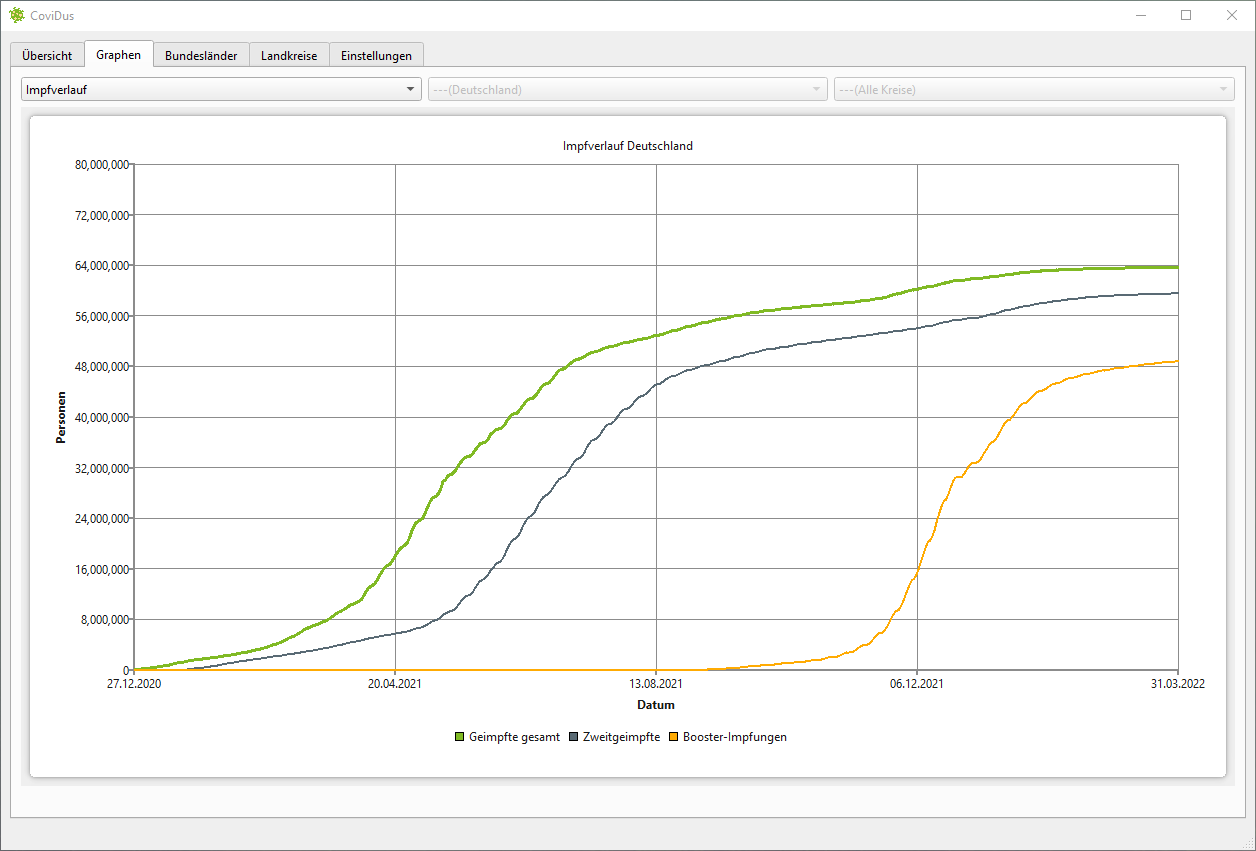 CoviDus
Übersicht Graphen Bundesländer Landkreise Einstellungen
Impfverlauf ---(Deutschland) ---(Alle Kreise)
Impfverlauf Deutschland
80,000,000
72,000,000
64,000,000
56,000,000
48,000,000
40,000,000
32,000,000
24,000,000
16,000,000
8,000,000
0
Personen
27.12.2020 20.04.2021 13.08.2021 06.12.2021 31.03.2022
Datum
Geimpfte gesamt Zweitgeimpfte Booster-Impfungen